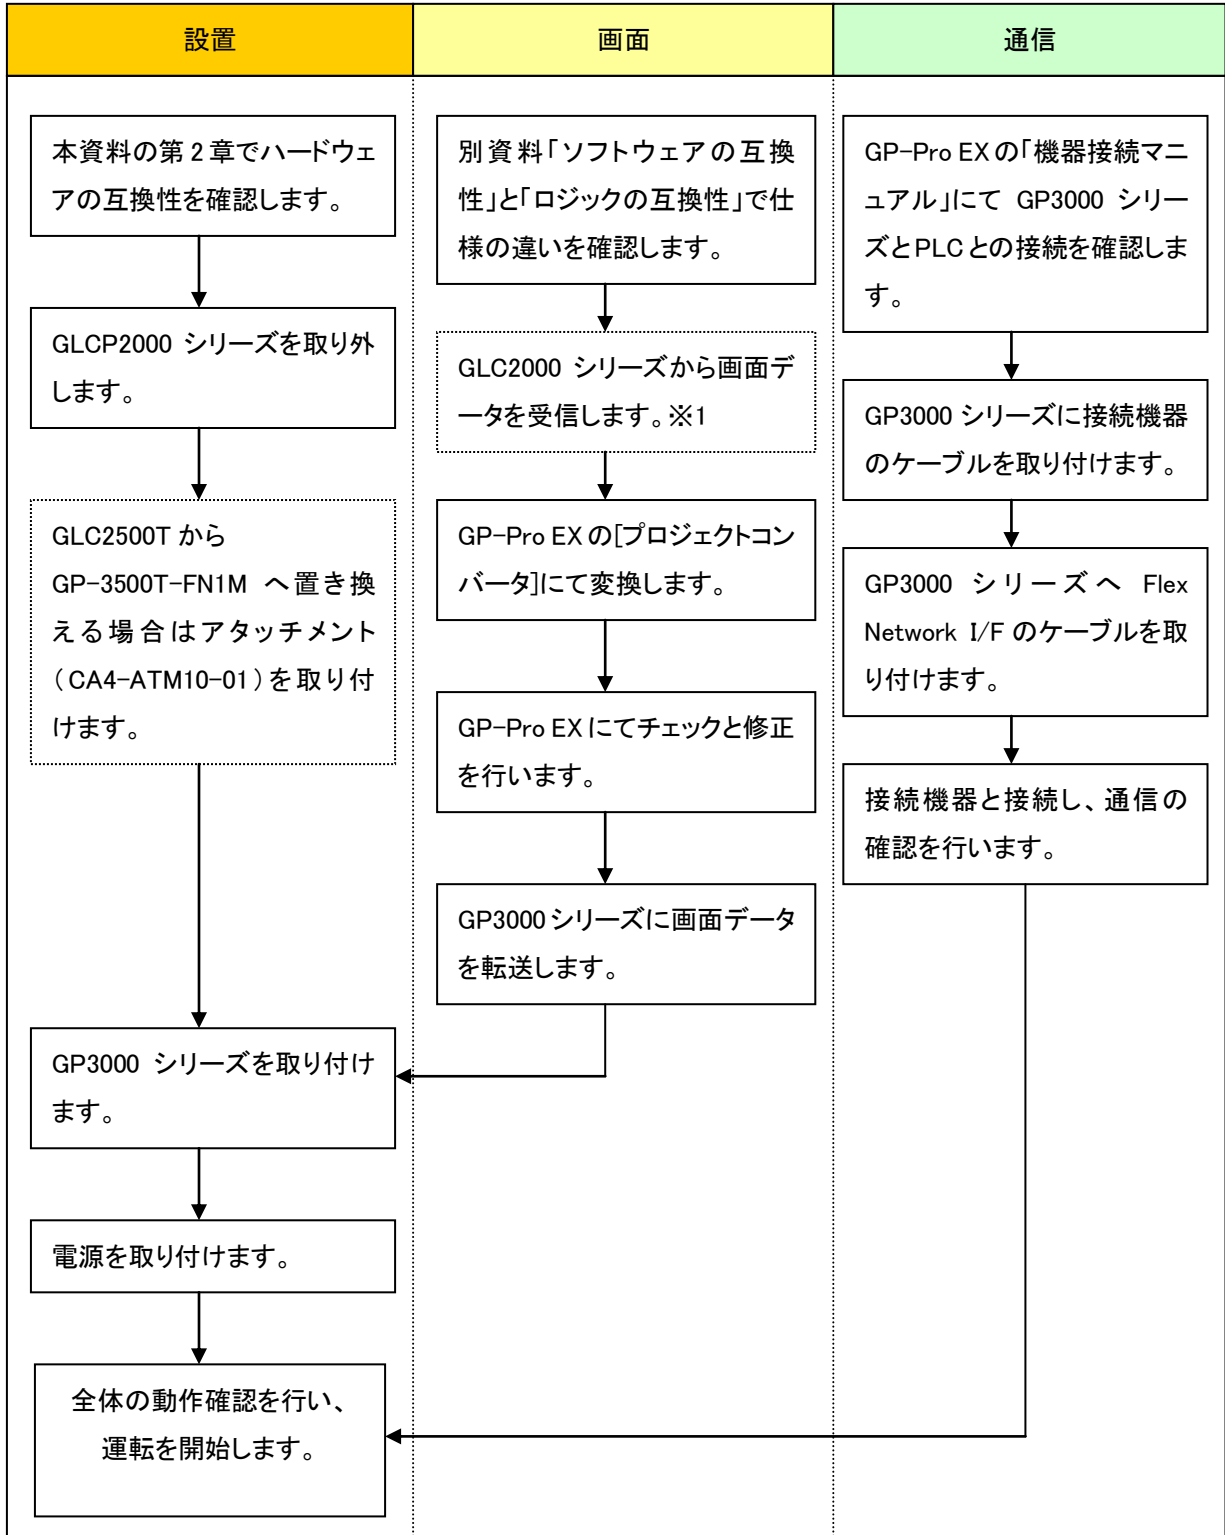 設置
画面
通信
本資料の第2章でハードウェ
アの互換性を確認します。
GLCP2000 シリーズを取り外
します。
GLC2500T から
GP-3500T-FN1M へ置き換
える場合はアタッチメント
(CA4-ATM10-01)を取り付
けます。
GP3000 シリーズを取り付け
ます。
電源を取り付けます。
全体の動作確認を行い、
運転を開始します。
別資料「ソフトウェアの互換
性」と「ロジックの互換性」で仕
様の違いを確認します。
GLC2000 シリーズから画面デ
ータを受信します。※1
GP-Pro EX の[プロジェクトコン
バータ]にて変換します。
GP-Pro EX にてチェックと修正
を行います。
GP3000 シリーズに画面データ
を転送します。
GP-Pro EX の「機器接続マニ
ュアル」にて GP3000 シリー
ズとPLC との接続を確認しま
す。
GP3000 シリーズに接続機器
のケーブルを取り付けます。
GP3000 シリーズへ Flex
Network I/F のケーブルを取
り付けます。
接続機器と接続し、通信の
確認を行います。